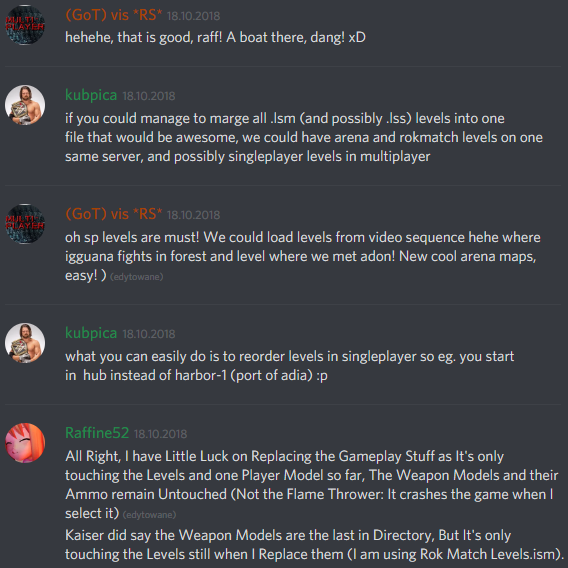 (GoT) vis *RS* 18.10.2018
hehehe, that is good, raff! A boat there, dang! xD
kubpica 18.10.2018
if you could manage to marge all .lsm (and possibly .lss) levels into one
file that would be awesome, we could have arena and rokmatch levels on one
same server, and possibly singleplayer levels in multiplayer
(GoT) vis *RS* 18.10.2018
oh sp levels are must! We could load levels from video sequence hehe where
igguana fights in forest and level where we met adon! New cool arena maps,
easy! ) (edytowane)
kubpica 18.10.2018
what you can easily do is to reorder levels in singleplayer so eg. you start
in hub instead of harbor-1 (port of adia) :p
Raffine52 18.10.2018
All Right, I have Little Luck on Replacing the Gameplay Stuff as It's only
touching the Levels and one Player Model so far, The Weapon Models and their
Ammo remain Untouched (Not the Flame Thrower: It crashes the game when I
select it) (edytowane)
Kaiser did say the Weapon Models are the last in Directory, But It's only
touching the Levels still when I Replace them (I am using Rok Match Levels.ism).